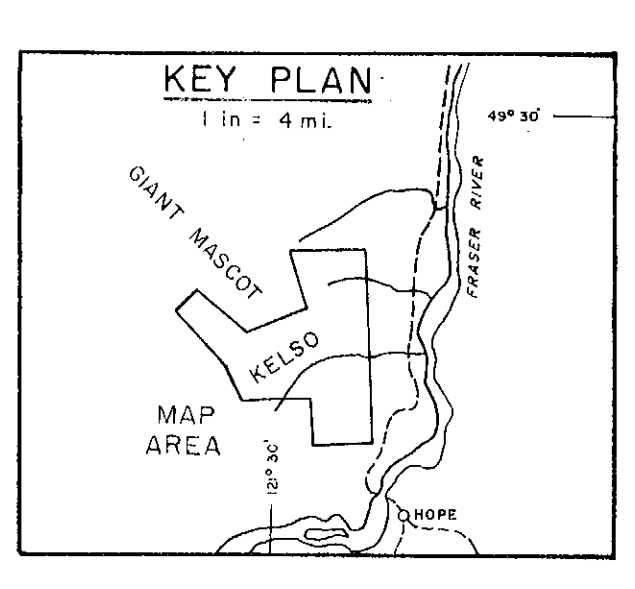 KEY PLAN
1 in = 4 mi.
49° 30'
GIANT MASCOT
FRASER RIVER
KELSO
MAP
AREA
121° 30'
HOPE